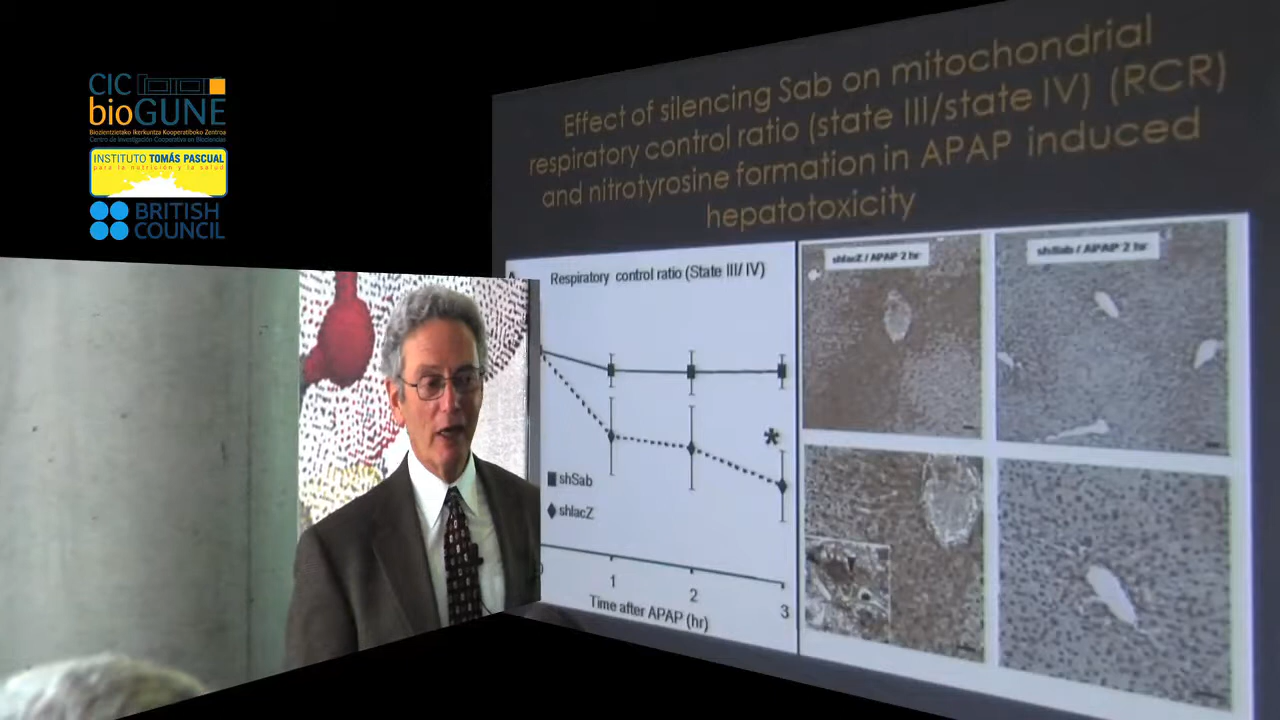 CIC
bioGUNE
Biozientzietako Ikerkuntza Kooperatiboko Zentroa
Centro de Investigación Cooperativa en Biociencias
INSTITUTO TOMÁS PASCUAL
para la nutrición y la salud
BRITISH
COUNCIL
Effect of silencing Sab on mitochondrial
respiratory control ratio (state III/state IV) (RCR)
and nitrotyrosine formation in APAP induced
hepatotoxicity
Respiratory control ratio (State III/ IV)
*
shSab
shlacZ
0
1
2
3
Time after APAP (hr)
shlacZ / APAP 2 hr
shSab / APAP 2 hr